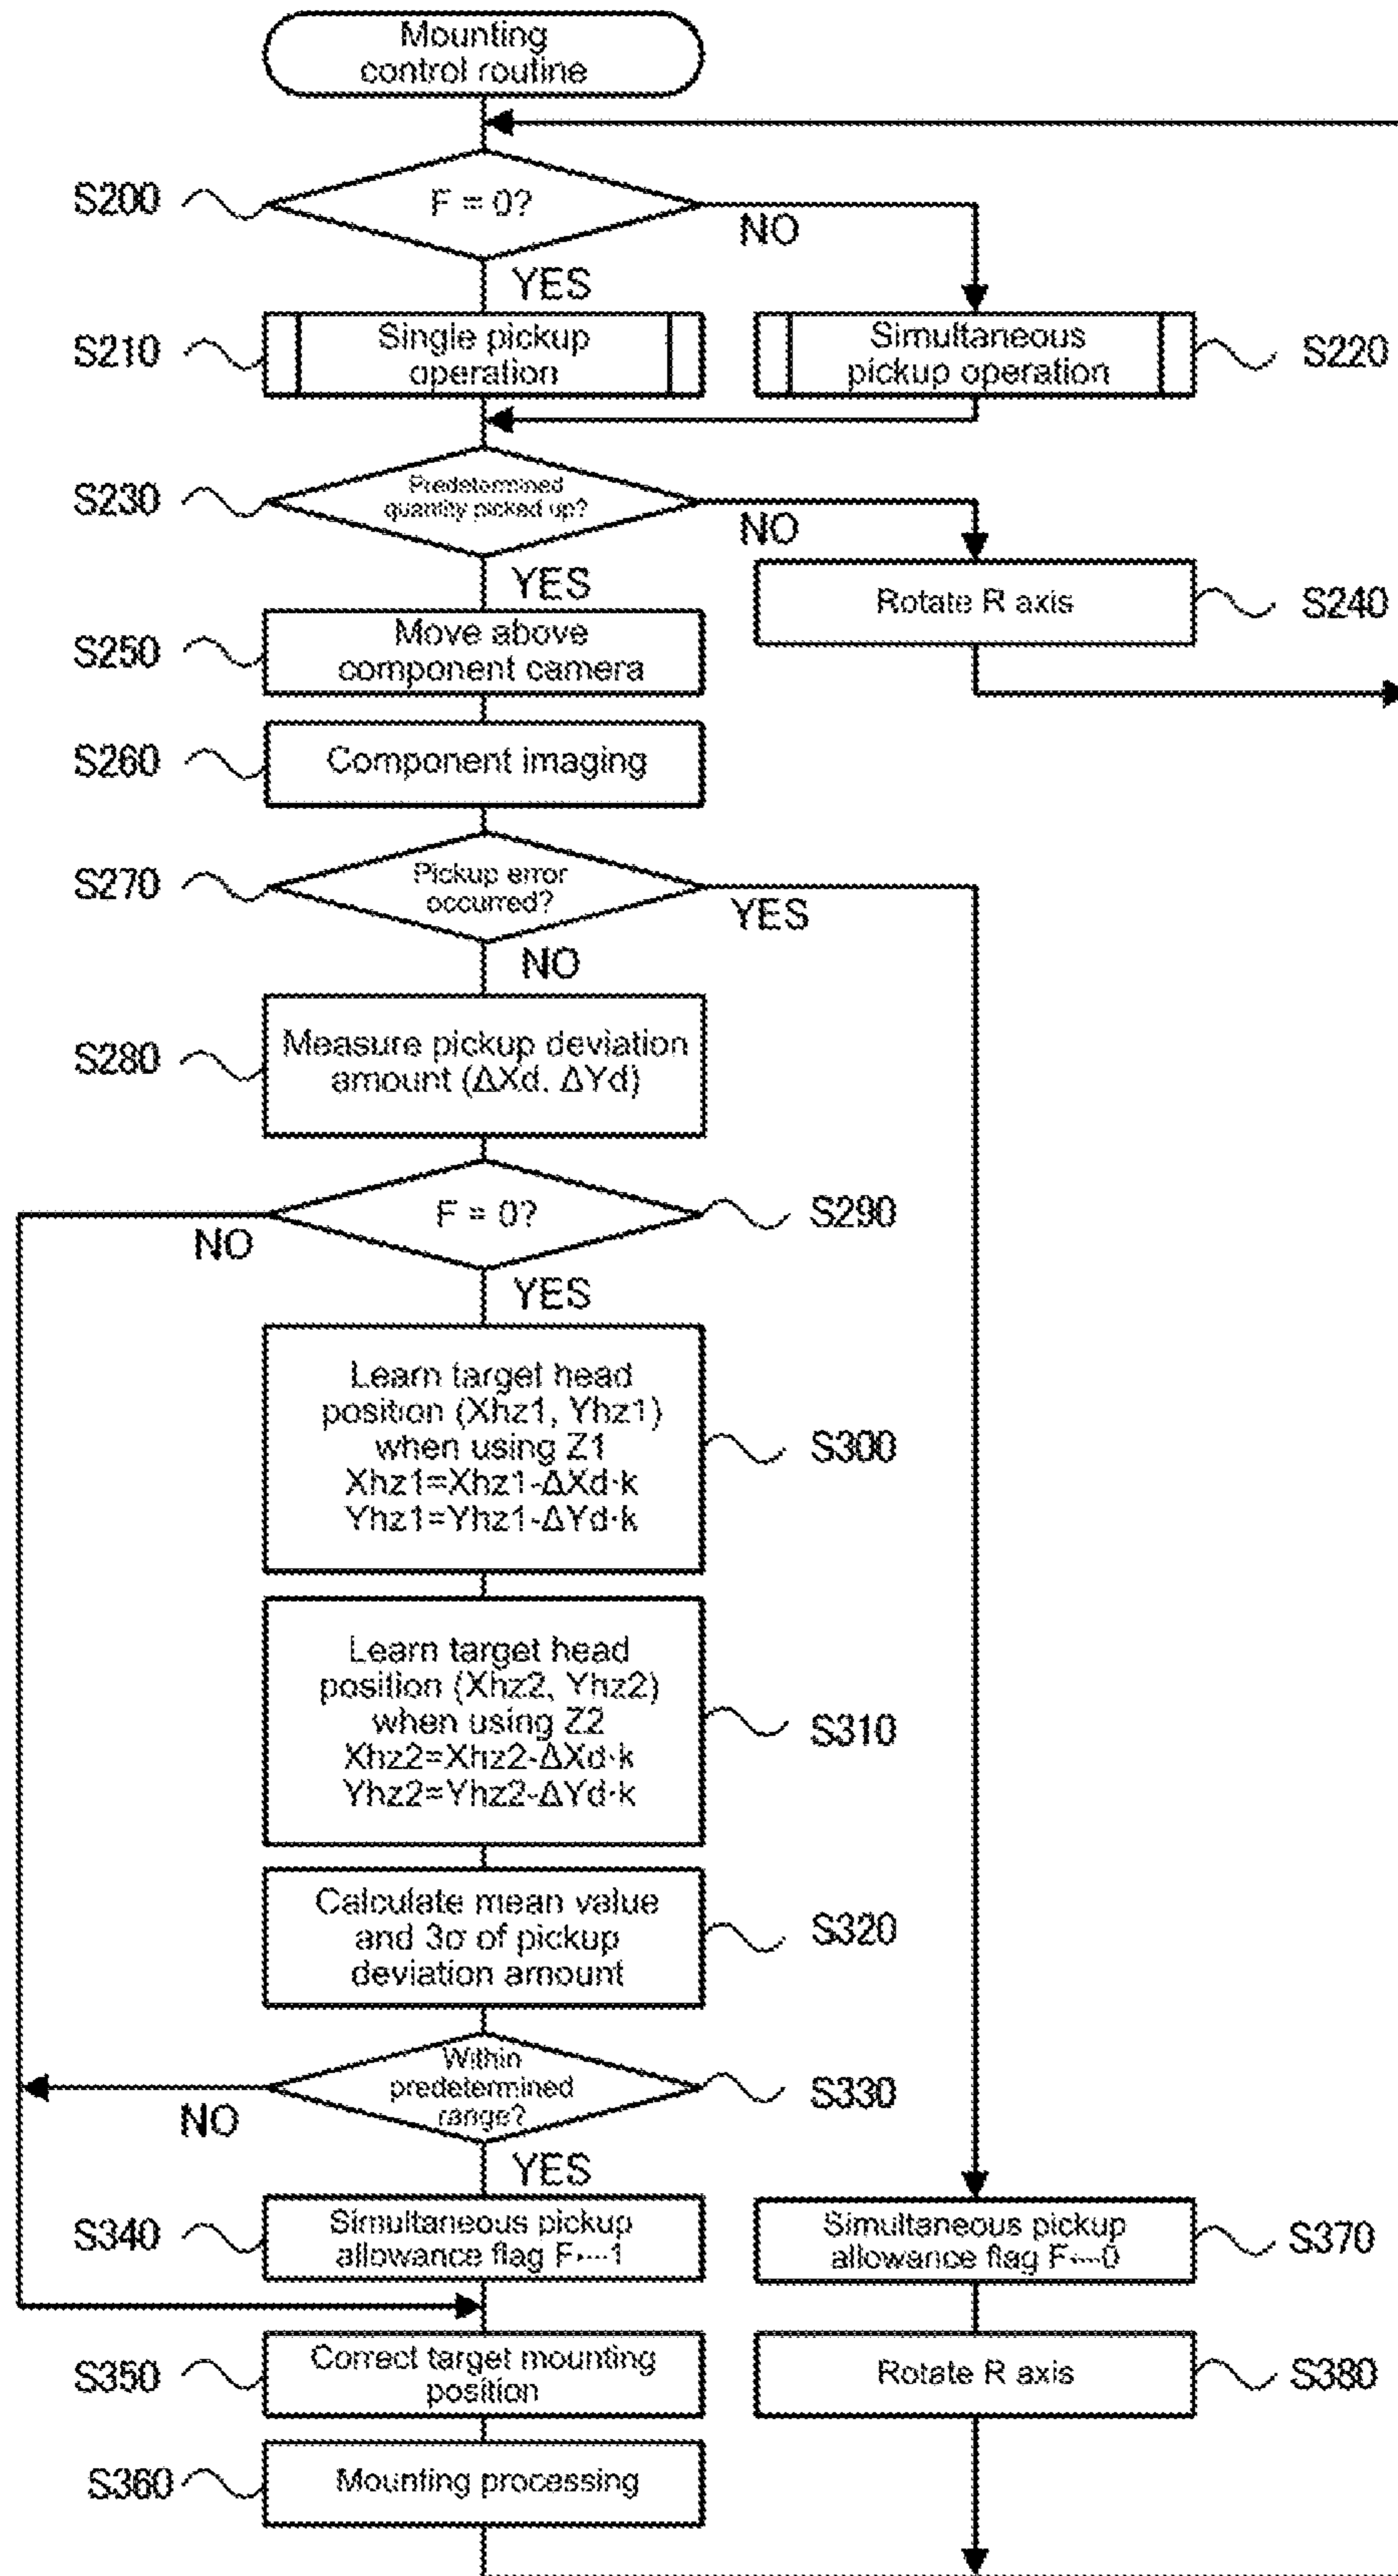 Mounting
control routine
S200
F = 0?
NO
YES
S210
Single pickup
operation
Simultaneous
pickup operation
S220
S230
Predetermined
quantity picked up?
NO
YES
Rotate R axis
S240
S250
Move above
component camera
S260
Component imaging
S270
Pickup error
occurred?
YES
NO
S280
Measure pickup deviation
amount (ΔXd, ΔYd)
F = 0?
S290
NO
YES
Learn target head
position (Xhz1, Yhz1)
when using Z1
Xhz1=Xhz1-ΔXd·k
Yhz1=Yhz1-ΔYd·k
S300
Learn target head
position (Xhz2, Yhz2)
when using Z2
Xhz2=Xhz2-ΔXd·k
Yhz2=Yhz2-ΔYd·k
S310
Calculate mean value
and 3σ of pickup
deviation amount
S320
Within
predetermined
range?
S330
NO
YES
S340
Simultaneous pickup
allowance flag F←1
Simultaneous pickup
allowance flag F←0
S370
S350
Correct target mounting
position
Rotate R axis
S380
S360
Mounting processing